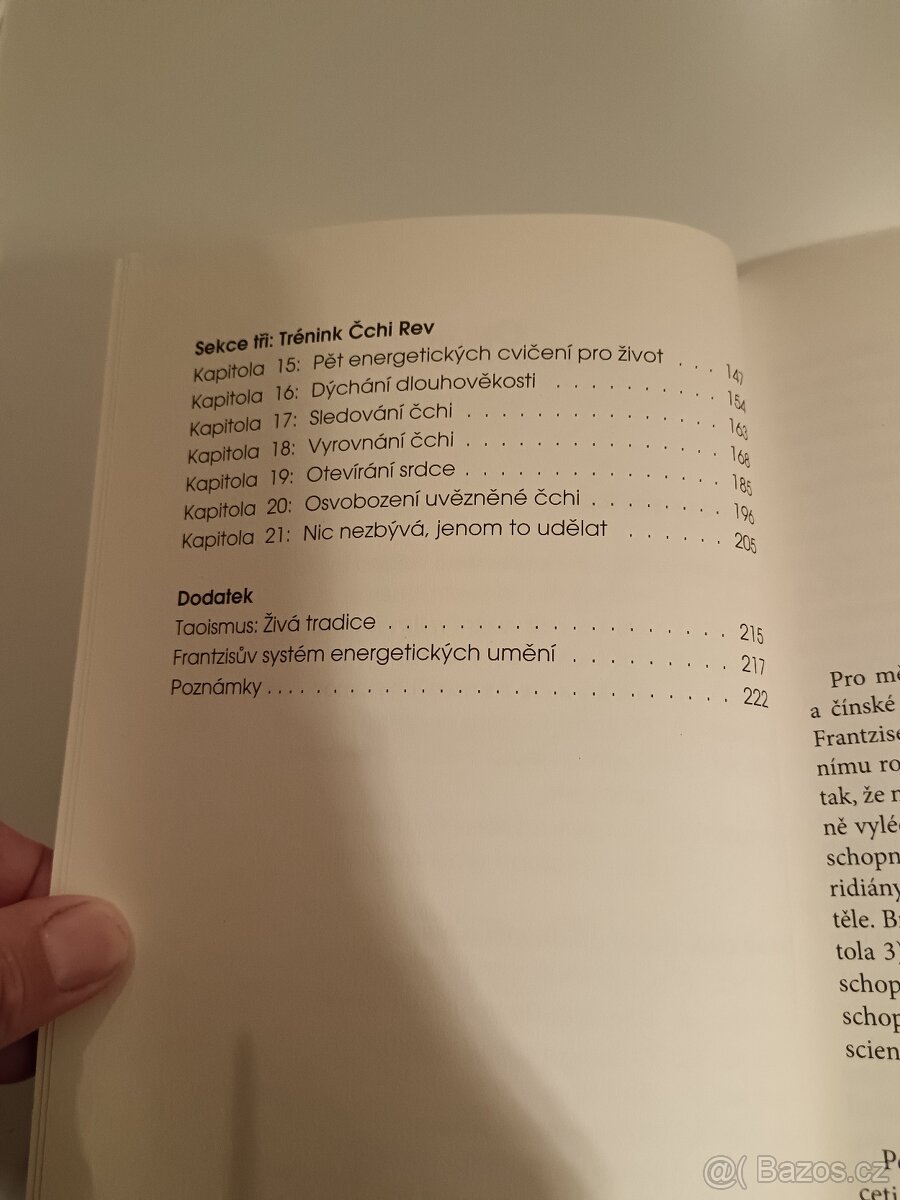 Sekce tři: Trénink Čchi Rev
Kapitola 15: Pět energetických cvičení pro život . . . 147
Kapitola 16: Dýchání dlouhověkosti . . . . . . . . . . 154
Kapitola 17: Sledování čchi . . . . . . . . . . . . . . 163
Kapitola 18: Vyrovnání čchi . . . . . . . . . . . . . . 168
Kapitola 19: Otevírání srdce . . . . . . . . . . . . . . 185
Kapitola 20: Osvobození uvězněné čchi . . . . . . . . 196
Kapitola 21: Nic nezbývá, jenom to udělat . . . . . . 205
Dodatek
Taoismus: Živá tradice . . . . . . . . . . . . . . . . . . 215
Frantzisův systém energetických umění . . . . . . . . 217
Poznámky . . . . . . . . . . . . . . . . . . . . . . . . . 222
Pro mě
a čínské
Frantzise
nímu ro
tak, že n
ně vyléč
schopn
ridiány
těle. B
tola 3)
schop
schop
scien
ceti
@( Bazos.cz